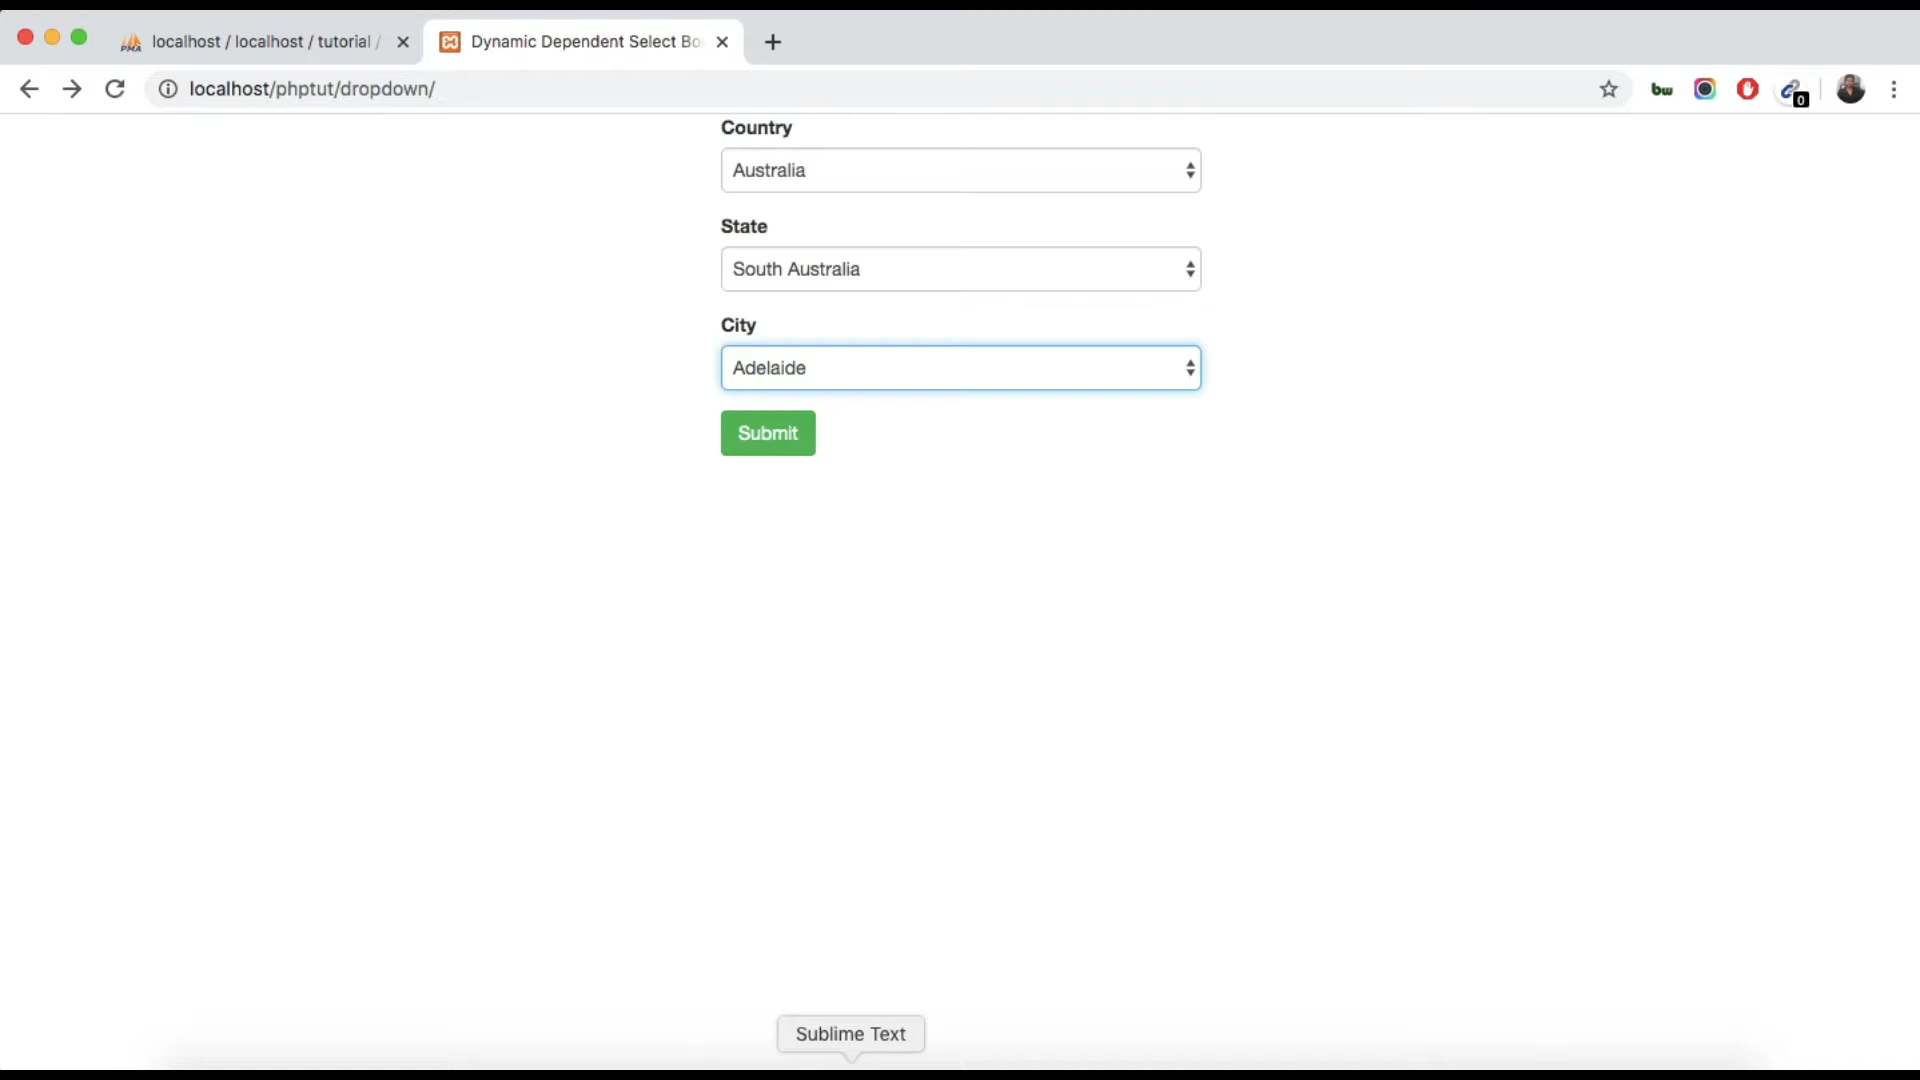 localhost / localhost / tutorial /
Dynamic Dependent Select Bo
localhost/phptut/dropdown/
bw
0
PMA
Country
Australia
State
South Australia
City
Adelaide
Submit
Sublime Text